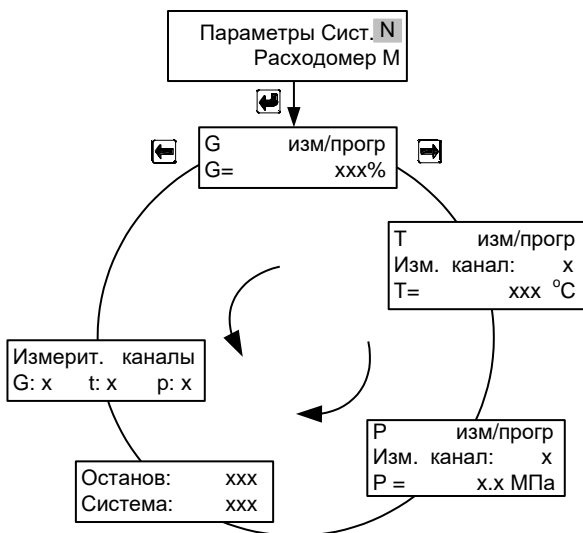 Параметры Сист. N
Расходомер М
G изм/прогр
G= xxx%
T изм/прогр
Изм. канал: x
T= xxx °C
Измерит. каналы
G: x t: x p: x
P изм/прогр
Изм. канал: x
P = x.x МПа
Останов: xxx
Система: xxx